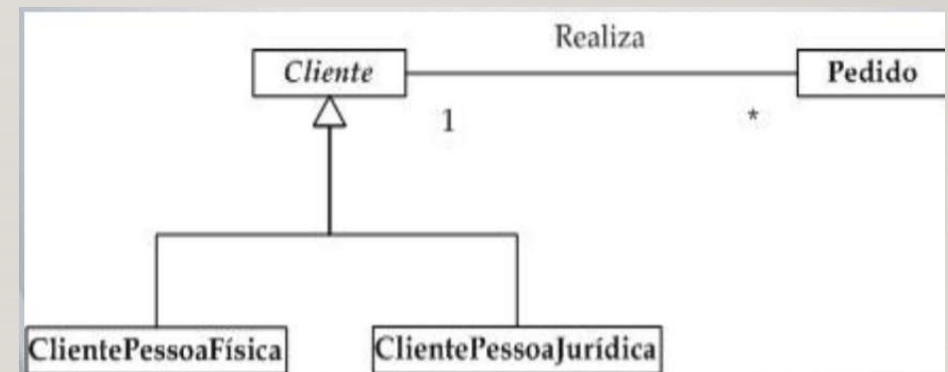 Realiza
Cliente
Pedido
1
*
ClientePessoaFísica
ClientePessoaJurídica